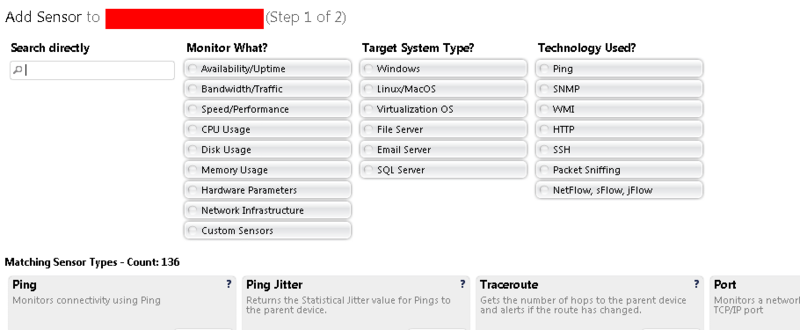 Add Sensor to (Step 1 of 2)
Search directly
Monitor What?
Availability/Uptime
Bandwidth/Traffic
Speed/Performance
CPU Usage
Disk Usage
Memory Usage
Hardware Parameters
Network Infrastructure
Custom Sensors
Target System Type?
Windows
Linux/MacOS
Virtualization OS
File Server
Email Server
SQL Server
Technology Used?
Ping
SNMP
WMI
HTTP
SSH
Packet Sniffing
NetFlow, sFlow, jFlow
Matching Sensor Types - Count: 136
Ping ?
Monitors connectivity using Ping
Ping Jitter ?
Returns the Statistical Jitter value for Pings to
the parent device.
Traceroute ?
Gets the number of hops to the parent device
and alerts if the route has changed.
Port
Monitors a netwo
TCP/IP port